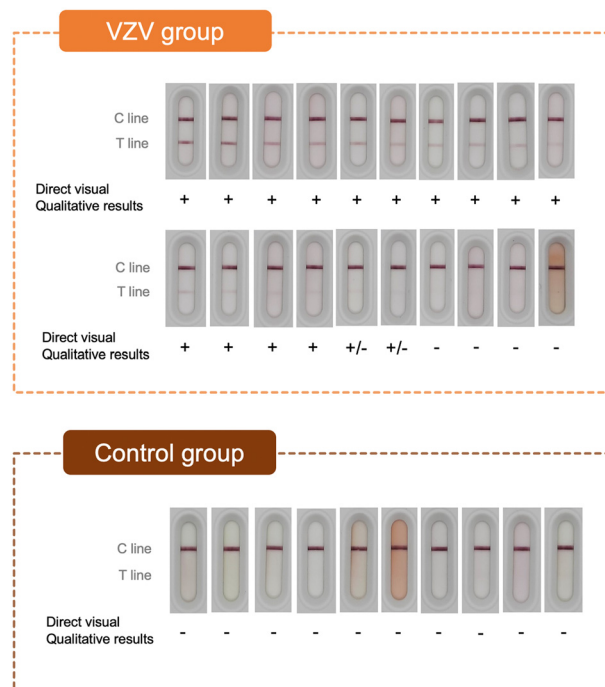 VZV group
C line
T line
Direct visual
Qualitative results
+ + + + + + + + + +
C line
T line
Direct visual
Qualitative results
+ + + + +/- +/- - - - -
Control group
C line
T line
Direct visual
Qualitative results
- - - - - - - - - -